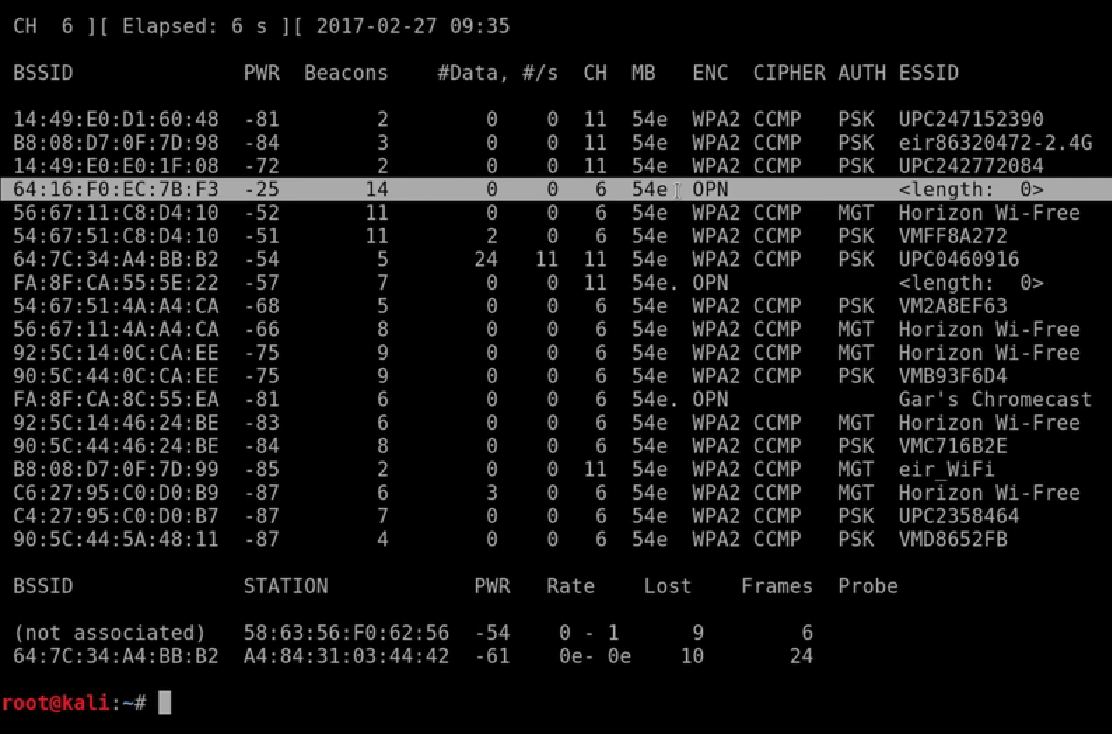 CH  6 ][ Elapsed: 6 s ][ 2017-02-27 09:35
BSSID              PWR  Beacons    #Data, #/s  CH  MB   ENC  CIPHER AUTH ESSID
14:49:E0:D1:60:48  -81        2        0    0  11  54e  WPA2 CCMP   PSK  UPC247152390
B8:08:D7:0F:7D:98  -84        3        0    0  11  54e  WPA2 CCMP   PSK  eir86320472-2.4G
14:49:E0:E0:1F:08  -72        2        0    0  11  54e  WPA2 CCMP   PSK  UPC242772084
64:16:F0:EC:7B:F3  -25       14        0    0   6  54e  OPN              <length:  0>
56:67:11:C8:D4:10  -52       11        0    0   6  54e  WPA2 CCMP   MGT  Horizon Wi-Free
54:67:51:C8:D4:10  -51       11        2    0   6  54e  WPA2 CCMP   PSK  VMFF8A272
64:7C:34:A4:BB:B2  -54        5       24   11  11  54e  WPA2 CCMP   PSK  UPC0460916
FA:8F:CA:55:5E:22  -57        7        0    0  11  54e. OPN              <length:  0>
54:67:51:4A:A4:CA  -68        5        0    0   6  54e  WPA2 CCMP   PSK  VM2A8EF63
56:67:11:4A:A4:CA  -66        8        0    0   6  54e  WPA2 CCMP   MGT  Horizon Wi-Free
92:5C:14:0C:CA:EE  -75        9        0    0   6  54e  WPA2 CCMP   MGT  Horizon Wi-Free
90:5C:44:0C:CA:EE  -75        9        0    0   6  54e  WPA2 CCMP   PSK  VMB93F6D4
FA:8F:CA:8C:55:EA  -81        6        0    0   6  54e. OPN              Gar's Chromecast
92:5C:14:46:24:BE  -83        6        0    0   6  54e  WPA2 CCMP   MGT  Horizon Wi-Free
90:5C:44:46:24:BE  -84        8        0    0   6  54e  WPA2 CCMP   PSK  VMC716B2E
B8:08:D7:0F:7D:99  -85        2        0    0  11  54e  WPA2 CCMP   MGT  eir_WiFi
C6:27:95:C0:D0:B9  -87        6        3    0   6  54e  WPA2 CCMP   MGT  Horizon Wi-Free
C4:27:95:C0:D0:B7  -87        7        0    0   6  54e  WPA2 CCMP   PSK  UPC2358464
90:5C:44:5A:48:11  -87        4        0    0   6  54e  WPA2 CCMP   PSK  VMD8652FB
BSSID              STATION            PWR   Rate    Lost    Frames  Probe
(not associated)   58:63:56:F0:62:56  -54    0 - 1      9        6
64:7C:34:A4:BB:B2  A4:84:31:03:44:42  -61    0e- 0e    10       24
root@kali:~#